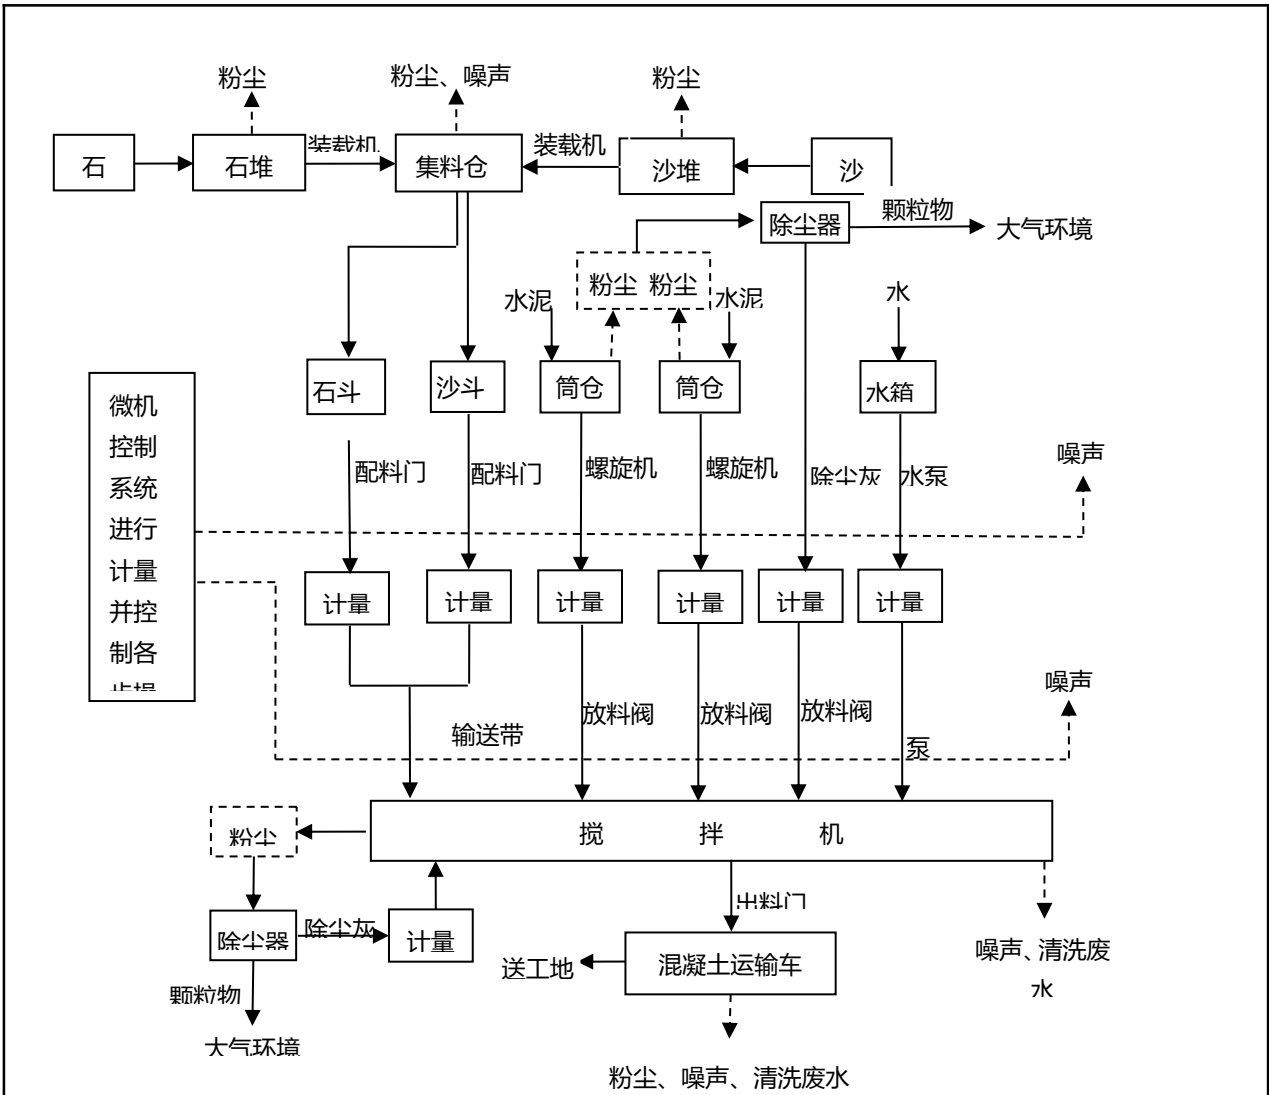 粉尘
粉尘、噪声
粉尘
石
石堆
装载机
集料仓
装载机
沙堆
沙
除尘器
颗粒物
大气环境
粉尘 粉尘
水泥
水泥
水
石斗
沙斗
筒仓
筒仓
水箱
微机
控制
系统
进行
计量
并控
制各
步操
配料门
配料门
螺旋机
螺旋机
除尘灰
水泵
噪声
计量
计量
计量
计量
计量
计量
噪声
输送带
放料阀
放料阀
放料阀
泵
粉尘
搅 拌 机
除尘器
除尘灰
计量
出料门
送工地
混凝土运输车
噪声、清洗废
水
颗粒物
大气环境
粉尘、噪声、清洗废水